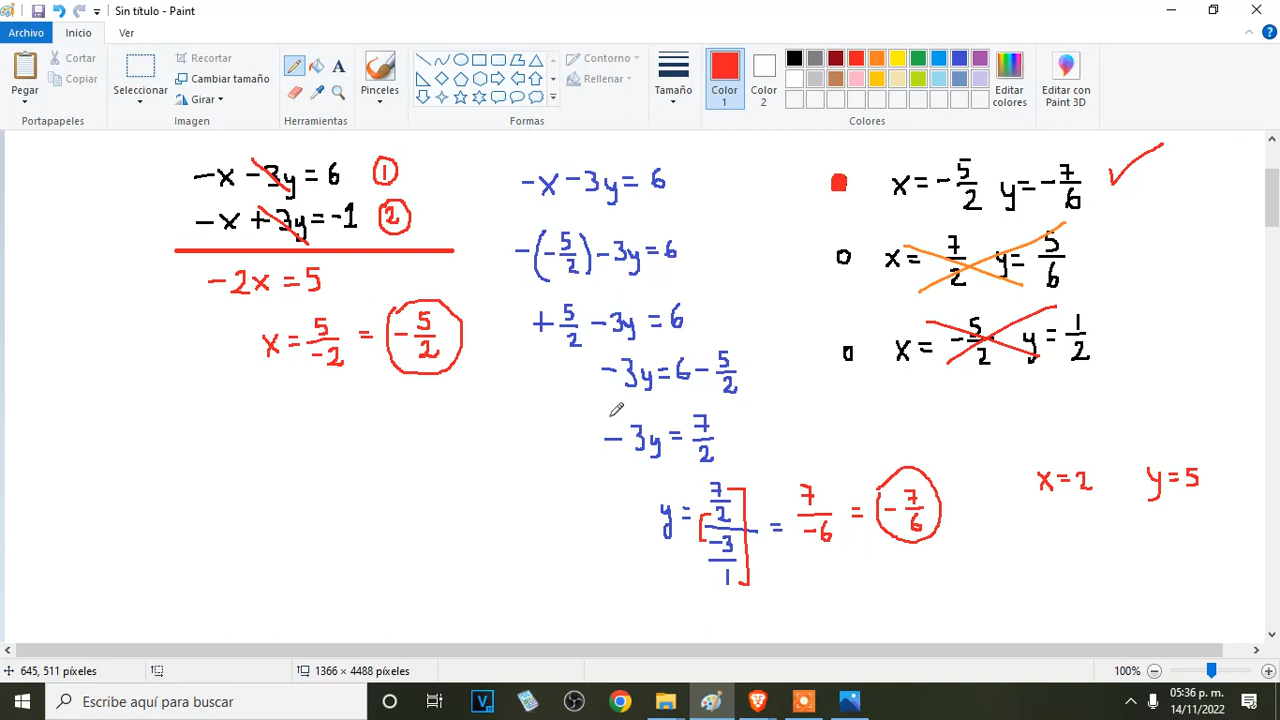 Sin título - Paint
Archivo Inicio Ver
Pegar
Cortar
Copiar
Portapapeles
Seleccionar
Recortar
Cambiar tamaño
Girar
Imagen
A
Herramientas
Pinceles
Contorno
Rellenar
Formas
Tamaño
Color 1
Color 2
Editar colores
Colores
Editar con Paint 3D
-x -3y = 6 ①
-x + 3y = -1 ②
-2x = 5
x = 5/-2 = -5/2
-x -3y = 6
-(-5/2) -3y = 6
+ 5/2 -3y = 6
-3y = 6 - 5/2
-3y = 7/2
y = 7/2 / -3/1 = 7/-6 = -7/6
x = -5/2 y = -7/6
x = 7/2 y = 5/6
x = -5/2 y = 1/2
x = 2 y = 5
645, 511 píxeles
1366 × 4488 píxeles
100%
Escribe aquí para buscar
05:36 p. m.
14/11/2022